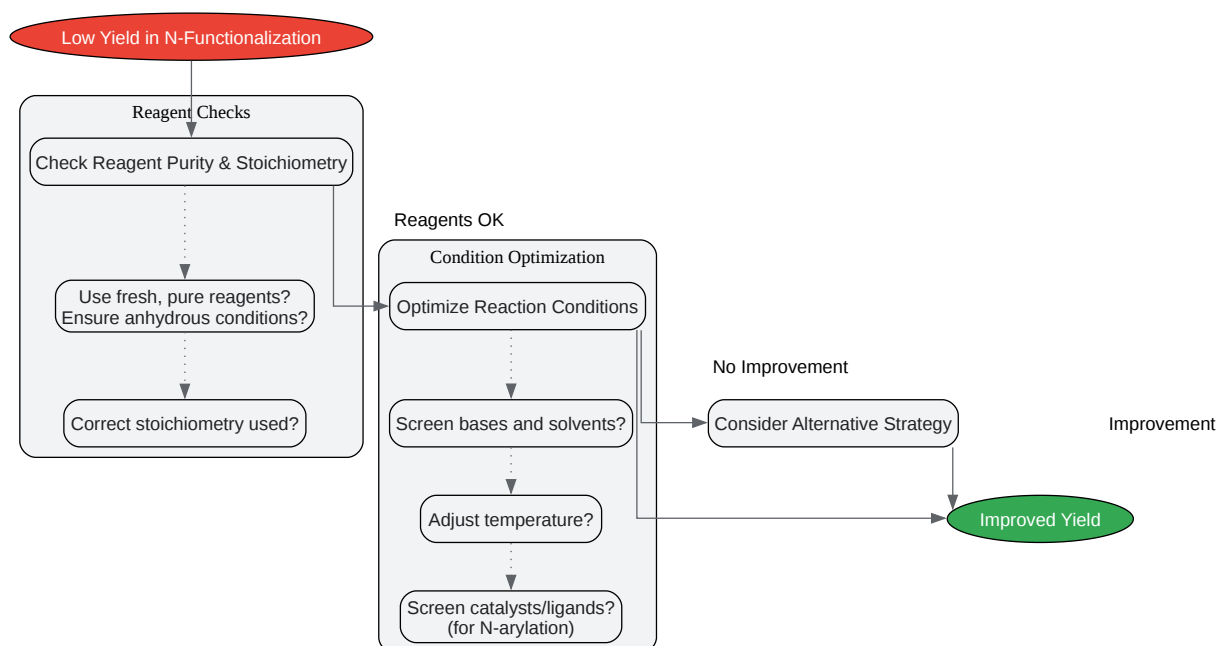 Low Yield in N-Functionalization
Reagent Checks
Check Reagent Purity & Stoichiometry
Reagents OK
Condition Optimization
Use fresh, pure reagents?
Ensure anhydrous conditions?
Optimize Reaction Conditions
No Improvement
Correct stoichiometry used?
Screen bases and solvents?
Consider Alternative Strategy
Improvement
Adjust temperature?
Improved Yield
Screen catalysts/ligands?
(for N-arylation)